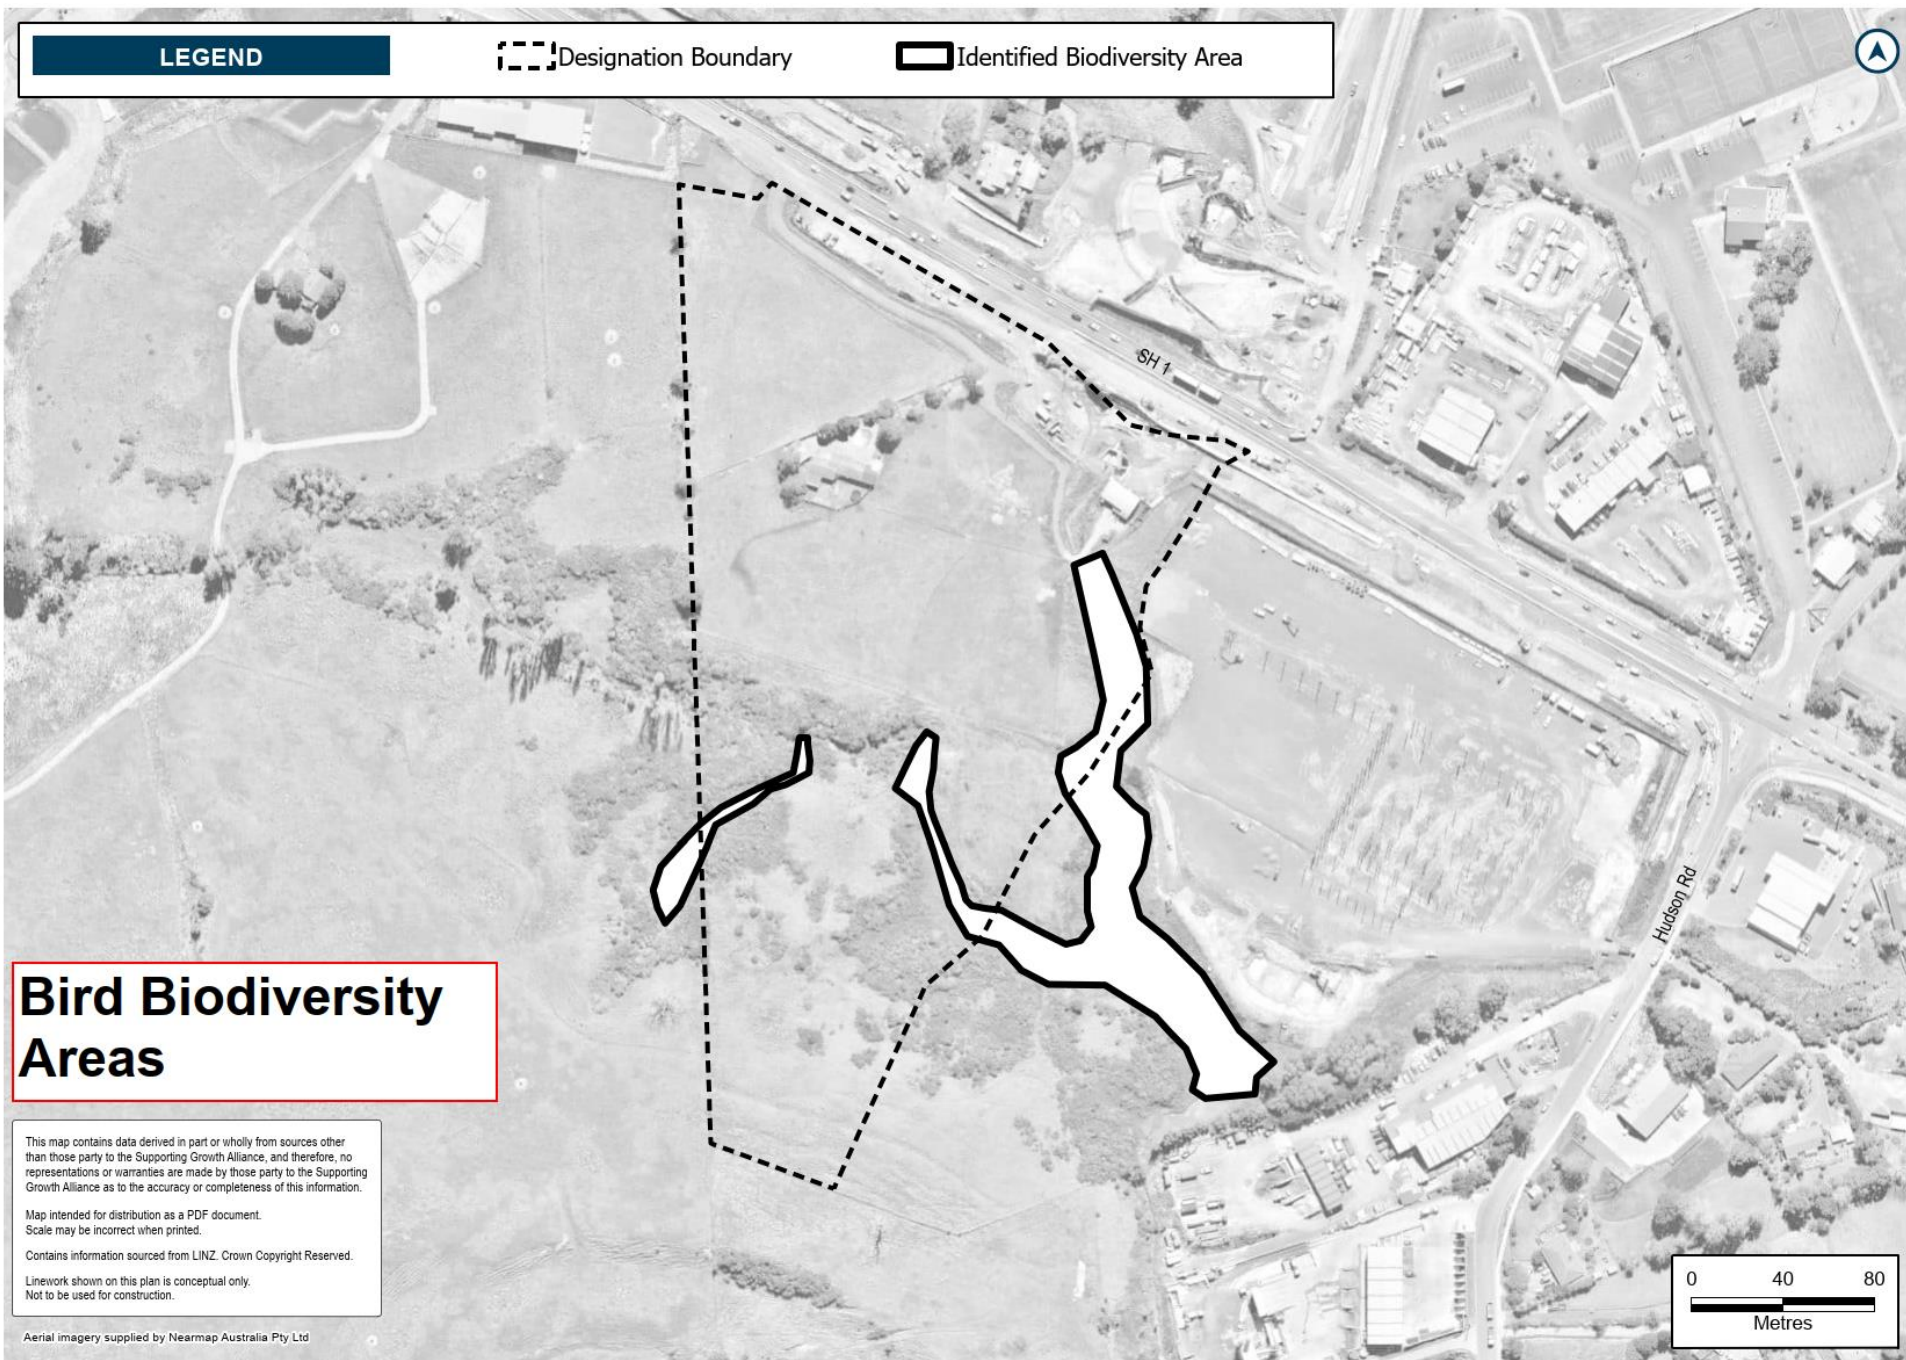 LEGEND
Designation Boundary
Identified Biodiversity Area
SH 1
Hudson Rd
Bird Biodiversity
Areas
This map contains data derived in part or wholly from sources other
than those party to the Supporting Growth Alliance, and therefore, no
representations or warranties are made by those party to the Supporting
Growth Alliance as to the accuracy or completeness of this information.
Map intended for distribution as a PDF document.
Scale may be incorrect when printed.
Contains information sourced from LINZ. Crown Copyright Reserved.
Linework shown on this plan is conceptual only.
Not to be used for construction.
Aerial imagery supplied by Nearmap Australia Pty Ltd
0 40 80
Metres